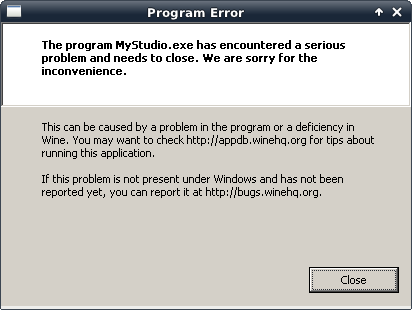 Program Error
The program MyStudio.exe has encountered a serious
problem and needs to close. We are sorry for the
inconvenience.
This can be caused by a problem in the program or a deficiency in
Wine. You may want to check http://appdb.winehq.org for tips about
running this application.
If this problem is not present under Windows and has not been
reported yet, you can report it at http://bugs.winehq.org.
Close